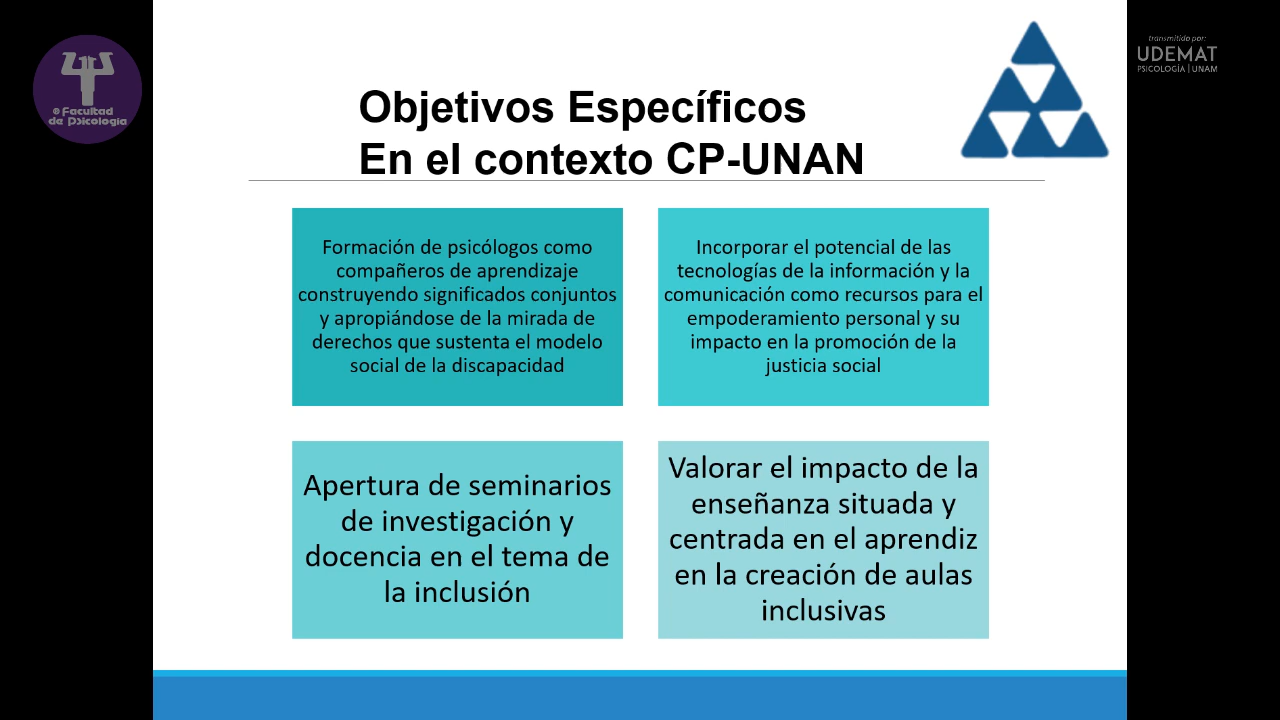 © Facultad
de Psicología
transmitido por:
UDEMAT
PSICOLOGÍA | UNAM
Objetivos Específicos
En el contexto CP-UNAN
Formación de psicólogos como
compañeros de aprendizaje
construyendo significados conjuntos
y apropiándose de la mirada de
derechos que sustenta el modelo
social de la discapacidad
Incorporar el potencial de las
tecnologías de la información y la
comunicación como recursos para el
empoderamiento personal y su
impacto en la promoción de la
justicia social
Apertura de seminarios
de investigación y
docencia en el tema de
la inclusión
Valorar el impacto de la
enseñanza situada y
centrada en el aprendiz
en la creación de aulas
inclusivas